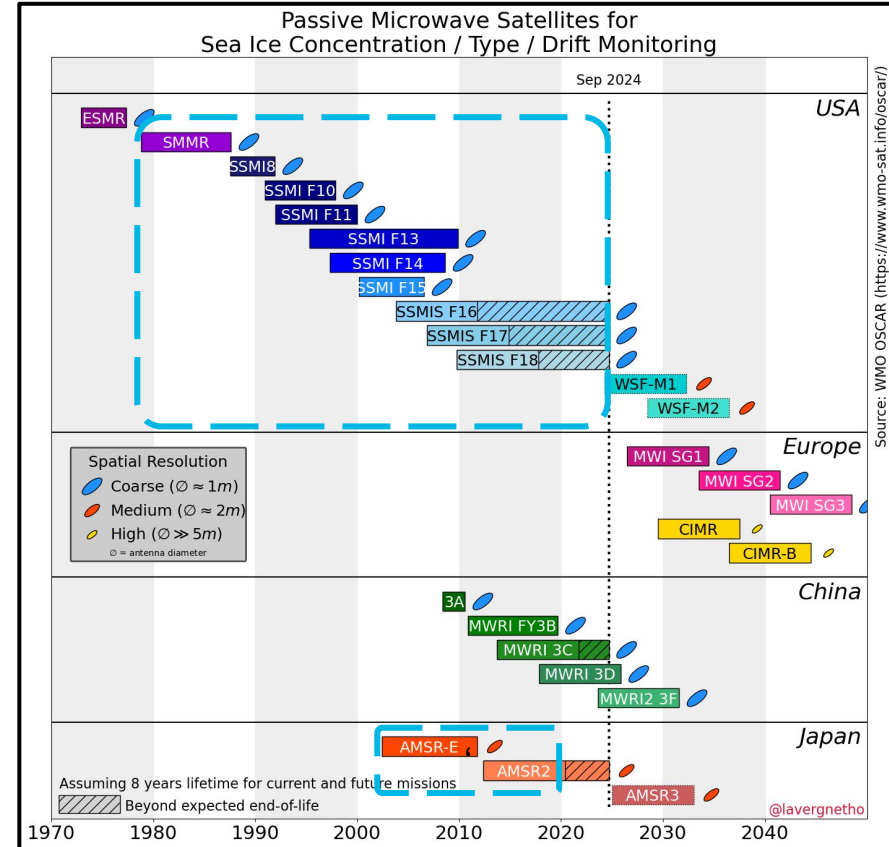 Passive Microwave Satellites for
Sea Ice Concentration / Type / Drift Monitoring
Sep 2024
USA
ESMR
SMMR
SSMI8
SSMI F10
SSMI F11
SSMI F13
SSMI F14
SSMI F15
SSMIS F16
SSMIS F17
SSMIS F18
WSF-M1
WSF-M2
Europe
MWI SG1
MWI SG2
MWI SG3
CIMR
CIMR-B
Spatial Resolution
Coarse (∅ ≈ 1m)
Medium (∅ ≈ 2m)
High (∅ ≫ 5m)
∅ = antenna diameter
China
3A
MWRI FY3B
MWRI 3C
MWRI 3D
MWRI2 3F
Japan
AMSR-E
AMSR2
AMSR3
Assuming 8 years lifetime for current and future missions
Beyond expected end-of-life
@lavergnetho
1970 1980 1990 2000 2010 2020 2030 2040
Source: WMO OSCAR (https://www.wmo-sat.info/oscar/)